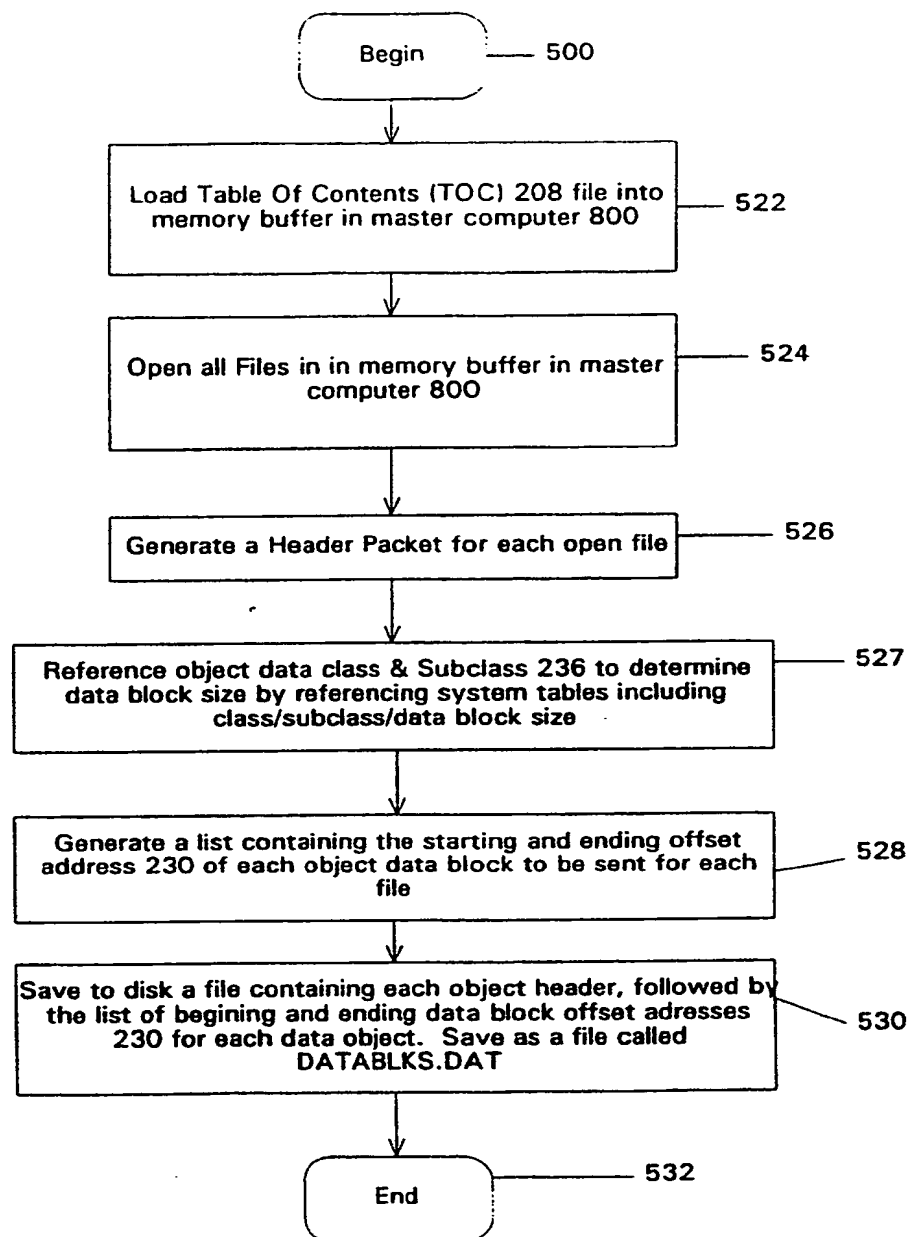 Begin
500
Load Table Of Contents (TOC) 208 file into
memory buffer in master computer 800
522
Open all Files in in memory buffer in master
computer 800
524
Generate a Header Packet for each open file
526
Reference object data class & Subclass 236 to determine
data block size by referencing system tables including
class/subclass/data block size
527
Generate a list containing the starting and ending offset
address 230 of each object data block to be sent for each
file
528
Save to disk a file containing each object header, followed by
the list of begining and ending data block offset adresses
230 for each data object. Save as a file called
DATABLKS.DAT
530
End
532